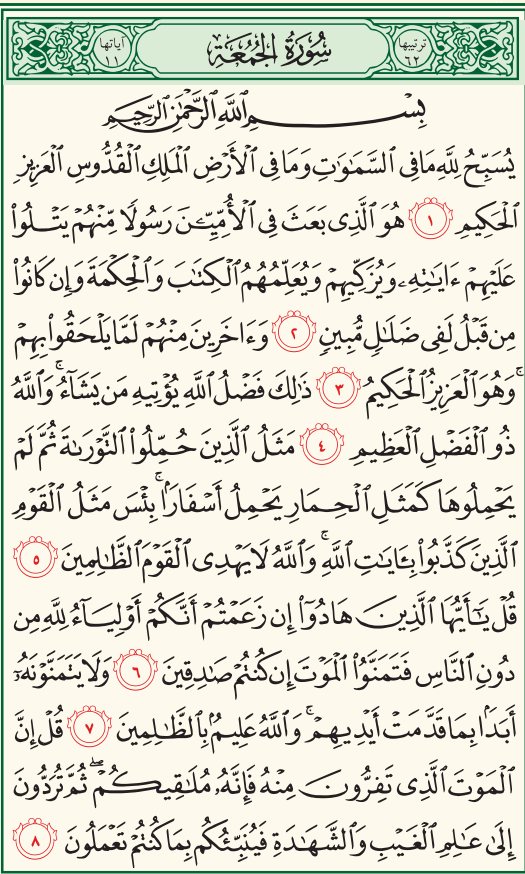 ترتيبها ٦٢ سُورَةُ الجُمُعَةِ آياتها ١١
بِسْمِ ٱللَّهِ ٱلرَّحْمَٰنِ ٱلرَّحِيمِ
يُسَبِّحُ لِلَّهِ مَا فِى ٱلسَّمَٰوَٰتِ وَمَا فِى ٱلْأَرْضِ ٱلْمَلِكِ ٱلْقُدُّوسِ ٱلْعَزِيزِ
ٱلْحَكِيمِ ١ هُوَ ٱلَّذِى بَعَثَ فِى ٱلْأُمِّيِّـۧنَ رَسُولًا مِّنْهُمْ يَتْلُوا۟
عَلَيْهِمْ ءَايَٰتِهِۦ وَيُزَكِّيهِمْ وَيُعَلِّمُهُمُ ٱلْكِتَٰبَ وَٱلْحِكْمَةَ وَإِن كَانُوا۟
مِن قَبْلُ لَفِى ضَلَٰلٍ مُّبِينٍ ٢ وَءَاخَرِينَ مِنْهُمْ لَمَّا يَلْحَقُوا۟ بِهِمْ
ۚ وَهُوَ ٱلْعَزِيزُ ٱلْحَكِيمُ ٣ ذَٰلِكَ فَضْلُ ٱللَّهِ يُؤْتِيهِ مَن يَشَآءُ ۚ وَٱللَّهُ
ذُو ٱلْفَضْلِ ٱلْعَظِيمِ ٤ مَثَلُ ٱلَّذِينَ حُمِّلُوا۟ ٱلتَّوْرَىٰةَ ثُمَّ لَمْ
يَحْمِلُوهَا كَمَثَلِ ٱلْحِمَارِ يَحْمِلُ أَسْفَارًۢا ۚ بِئْسَ مَثَلُ ٱلْقَوْمِ
ٱلَّذِينَ كَذَّبُوا۟ بِـَٔايَٰتِ ٱللَّهِ ۚ وَٱللَّهُ لَا يَهْدِى ٱلْقَوْمَ ٱلظَّٰلِمِينَ ٥
قُلْ يَٰٓأَيُّهَا ٱلَّذِينَ هَادُوٓا۟ إِن زَعَمْتُمْ أَنَّكُمْ أَوْلِيَآءُ لِلَّهِ مِن
دُونِ ٱلنَّاسِ فَتَمَنَّوُا۟ ٱلْمَوْتَ إِن كُنتُمْ صَٰدِقِينَ ٦ وَلَا يَتَمَنَّوْنَهُۥٓ
أَبَدًۢا بِمَا قَدَّمَتْ أَيْدِيهِمْ ۚ وَٱللَّهُ عَلِيمٌۢ بِٱلظَّٰلِمِينَ ٧ قُلْ إِنَّ
ٱلْمَوْتَ ٱلَّذِى تَفِرُّونَ مِنْهُ فَإِنَّهُۥ مُلَٰقِيكُمْ ۖ ثُمَّ تُرَدُّونَ
إِلَىٰ عَٰلِمِ ٱلْغَيْبِ وَٱلشَّهَٰدَةِ فَيُنَبِّئُكُم بِمَا كُنتُمْ تَعْمَلُونَ ٨